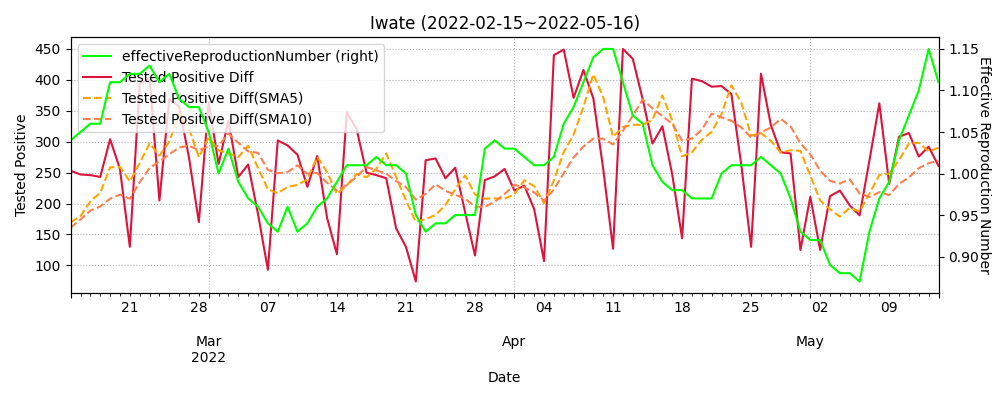 Iwate (2022-02-15~2022-05-16)
effectiveReproductionNumber (right)
Tested Positive Diff
Tested Positive Diff(SMA5)
Tested Positive Diff(SMA10)
Tested Positive
450
400
350
300
250
200
150
100
1.15
1.10
1.05
1.00
0.95
0.90
Effective Reproduction Number
21 28 07 14 21 28 04 11 18 25 02 09
Mar Apr May
2022
Date